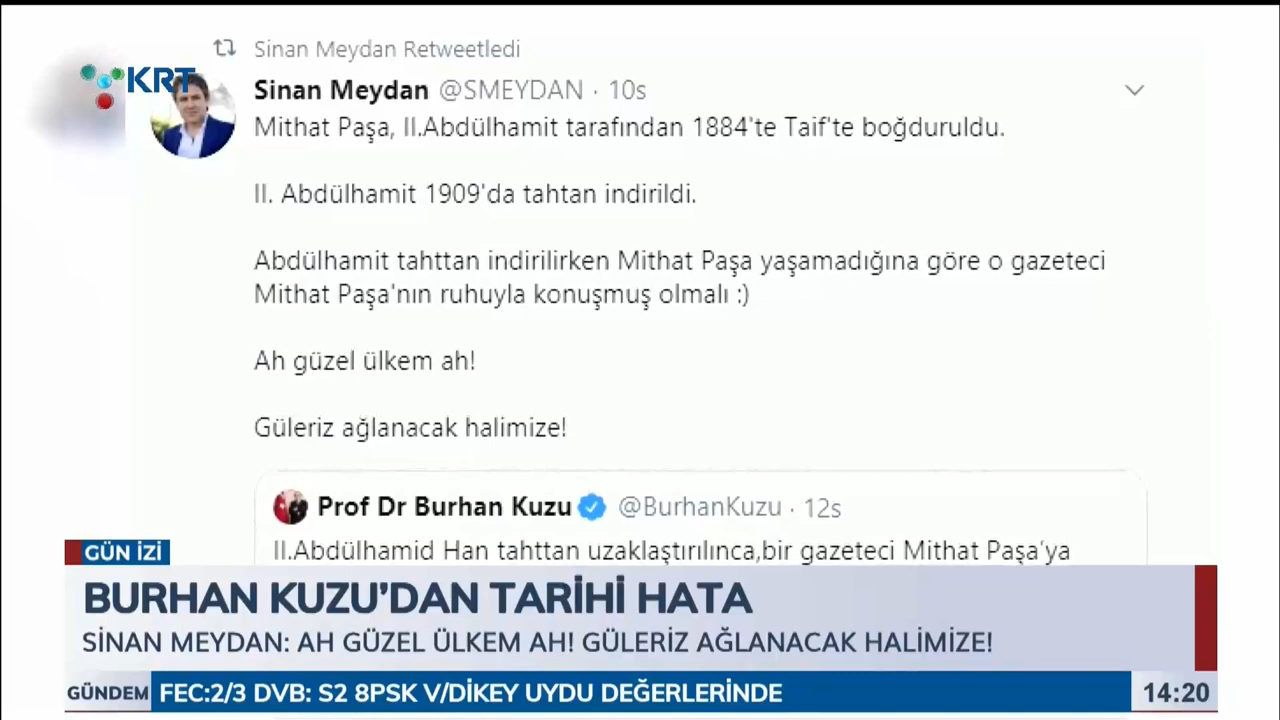 Sinan Meydan Retweetledi
KRT
Sinan Meydan @SMEYDAN · 10s
Mithat Paşa, II.Abdülhamit tarafından 1884'te Taif'te boğduruldu.
II. Abdülhamit 1909'da tahtan indirildi.
Abdülhamit tahttan indirilirken Mithat Paşa yaşamadığına göre o gazeteci
Mithat Paşa'nın ruhuyla konuşmuş olmalı :)
Ah güzel ülkem ah!
Güleriz ağlanacak halimize!
Prof Dr Burhan Kuzu @BurhanKuzu · 12s
II.Abdülhamid Han tahttan uzaklaştırılınca,bir gazeteci Mithat Paşa'ya
GÜN İZİ
BURHAN KUZU'DAN TARİHİ HATA
SİNAN MEYDAN: AH GÜZEL ÜLKEM AH! GÜLERİZ AĞLANACAK HALİMİZE!
GÜNDEM FEC:2/3 DVB: S2 8PSK V/DİKEY UYDU DEĞERLERİNDE 14:20